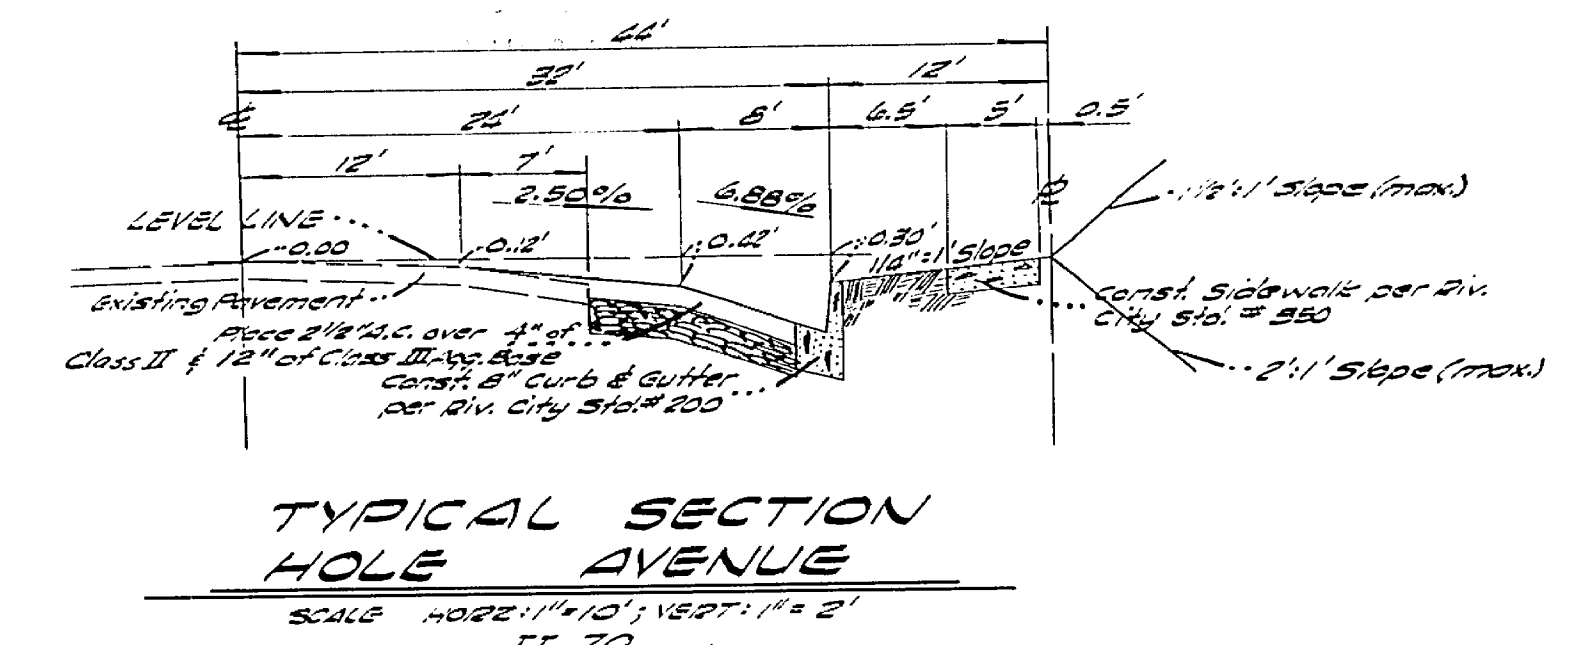 44'
32' 12'
24' 8' 6.5' 5' 0.5'
12' 7'
2.50% 6.88%
1½':1' Slope (max.)
LEVEL LINE
-0.00 -0.12' -0.42' -0.30'
1/4":1' Slope
Existing Pavement
Const. Sidewalk per Riv.
City Std. # 350
Place 2½" A.C. over 4" of
Class II & 12" of Class III Agg. Base
2':1' Slope (max.)
Const. 8" Curb & Gutter
per Riv. City Std. # 200
TYPICAL SECTION
HOLE AVENUE
SCALE HORZ: 1"=10'; VERT: 1"= 2'